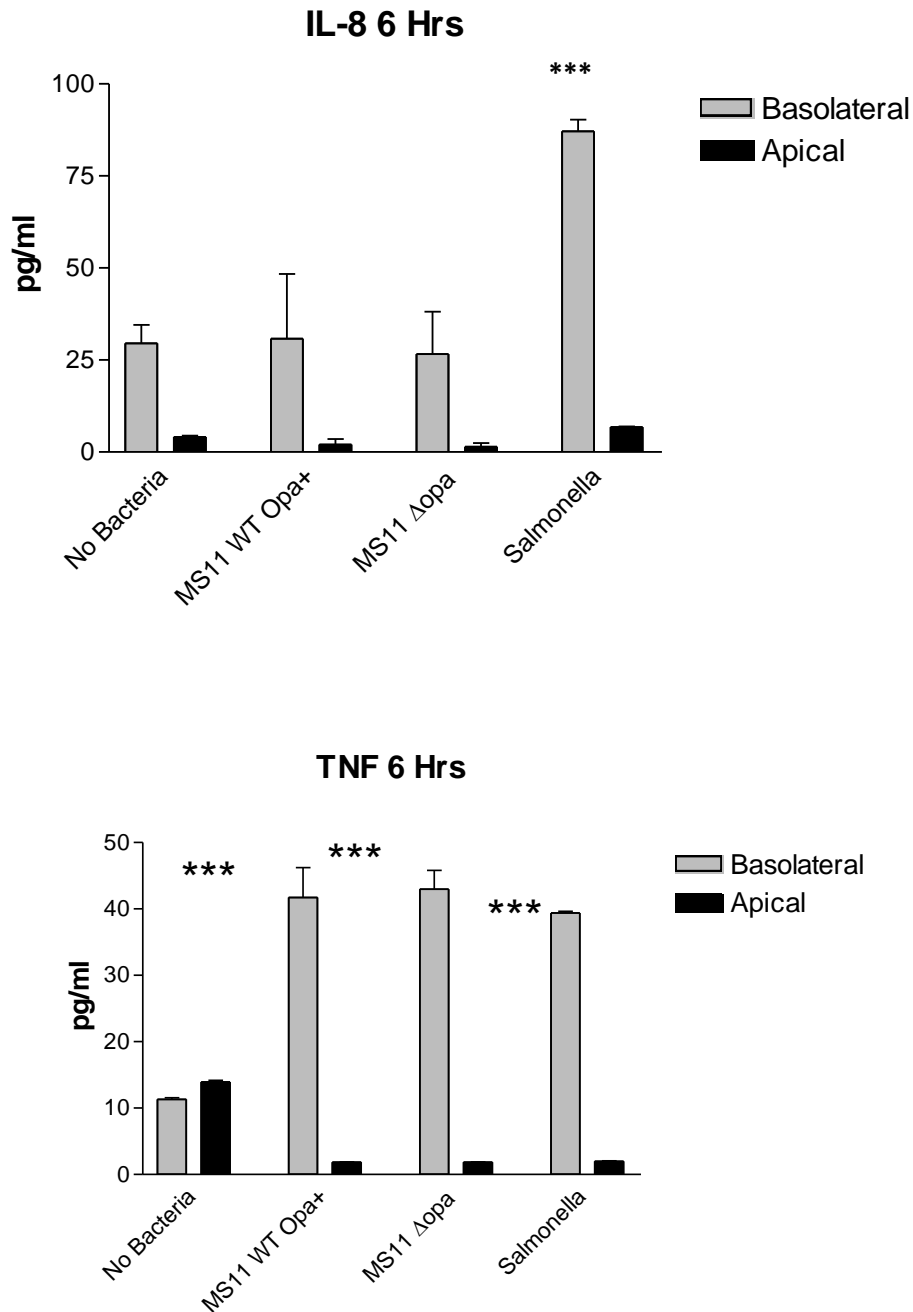 IL-8 6 Hrs
***
100
75
50
25
0
pg/ml
Basolateral
Apical
No Bacteria
MS11 WT Opa+
MS11 Δopa
Salmonella
TNF 6 Hrs
50
40
30
20
10
0
pg/ml
***
***
***
Basolateral
Apical
No Bacteria
MS11 WT Opa+
MS11 Δopa
Salmonella